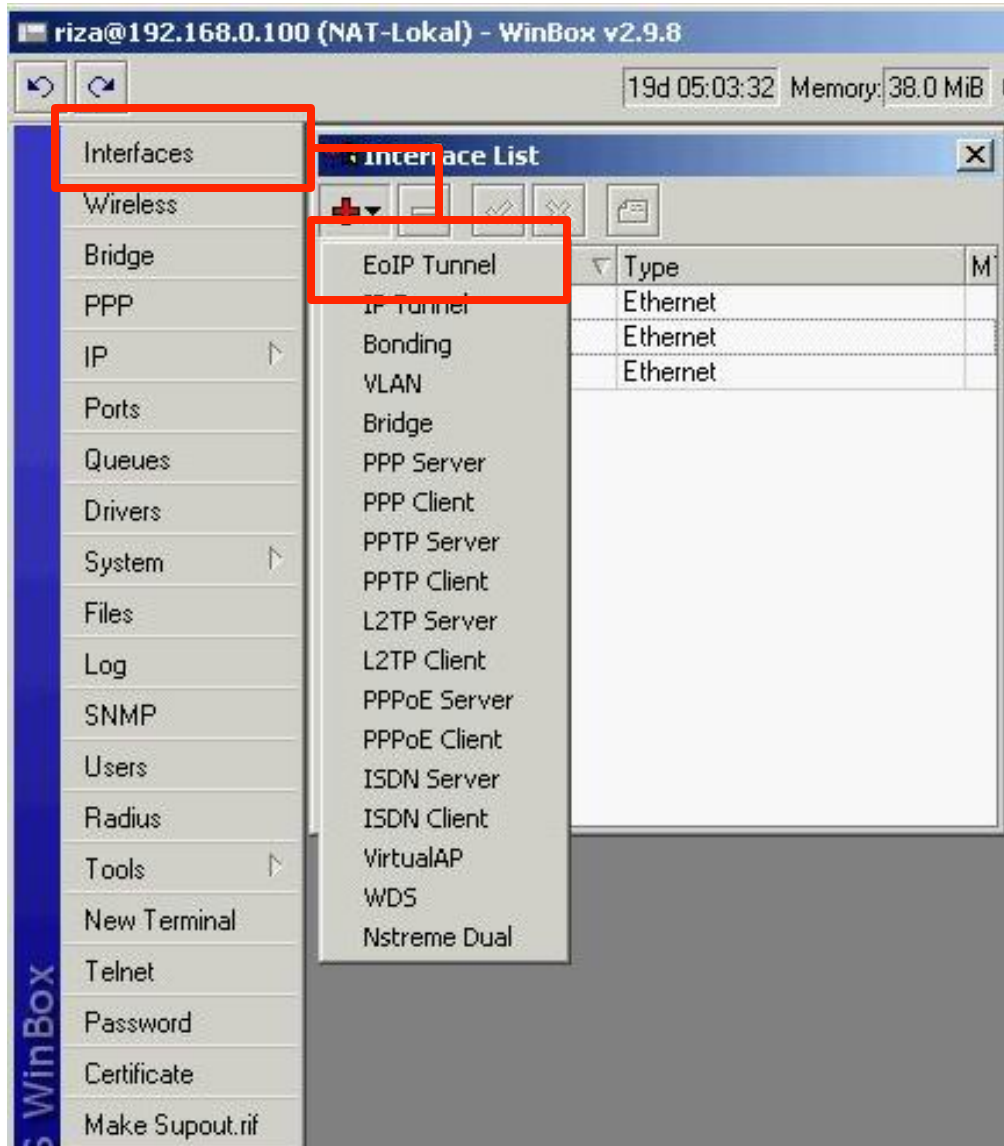 riza@192.168.0.100 (NAT-Lokal) - WinBox v2.9.8
19d 05:03:32 Memory: 38.0 MiB
Interfaces
Wireless
Bridge
PPP
IP
Ports
Queues
Drivers
System
Files
Log
SNMP
Users
Radius
Tools
New Terminal
Telnet
Password
Certificate
Make Supout.rif
Interface List
Type
Ethernet
Ethernet
Ethernet
EoIP Tunnel
IP Tunnel
Bonding
VLAN
Bridge
PPP Server
PPP Client
PPTP Server
PPTP Client
L2TP Server
L2TP Client
PPPoE Server
PPPoE Client
ISDN Server
ISDN Client
VirtualAP
WDS
Nstreme Dual
WinBox